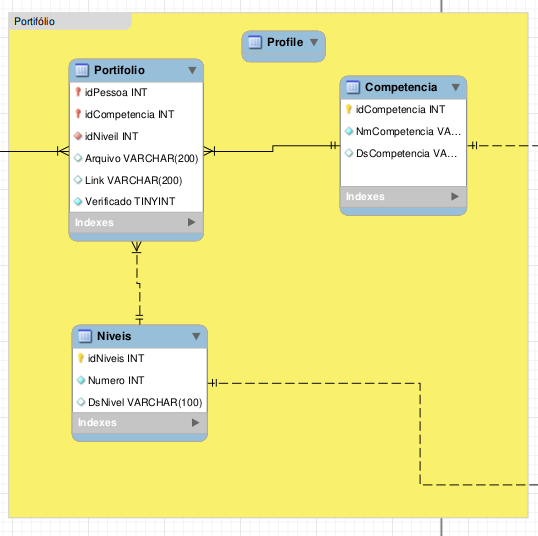 Portifólio
Profile
Portifolio
idPessoa INT
idCompetencia INT
idNiveil INT
Arquivo VARCHAR(200)
Link VARCHAR(200)
Verificado TINYINT
Indexes
Competencia
idCompetencia INT
NmCompetencia VA...
DsCompetencia VA...
Indexes
Niveis
idNiveis INT
Numero INT
DsNivel VARCHAR(100)
Indexes